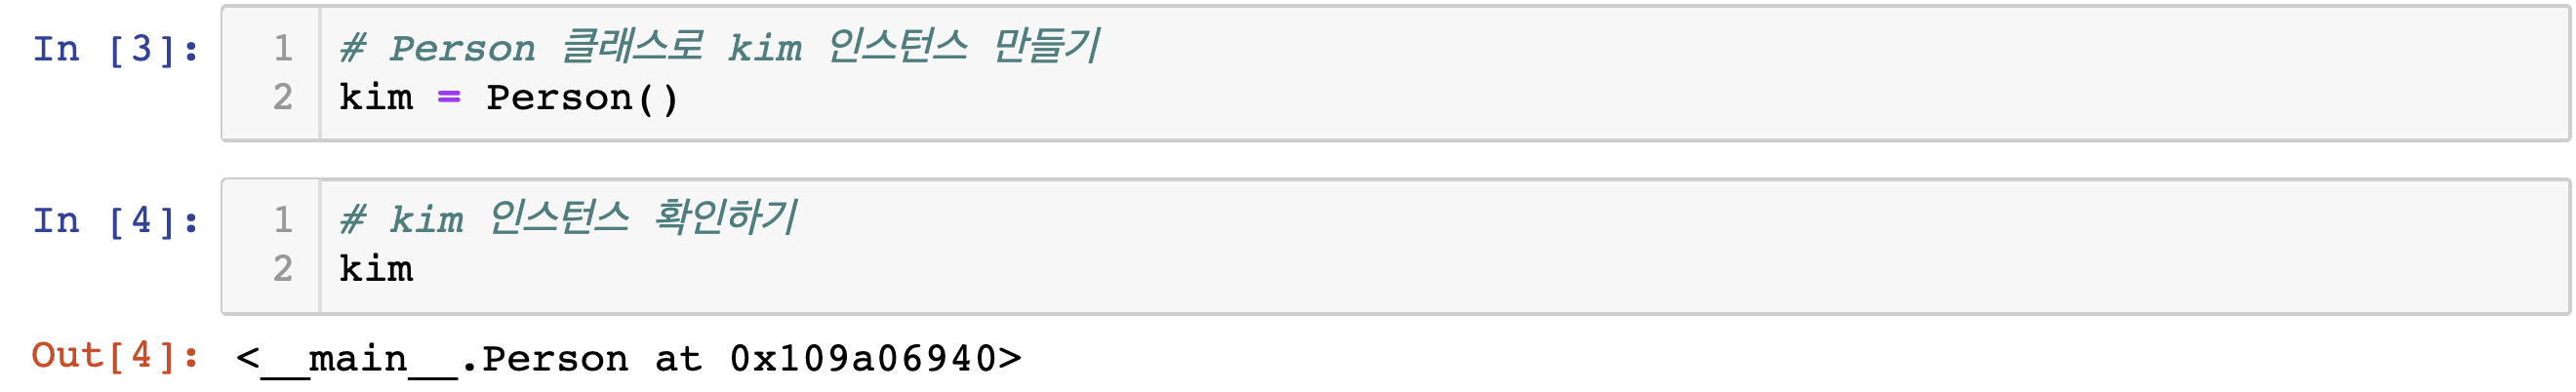 In [3]:
1 # Person 클래스로 kim 인스턴스 만들기
2 kim = Person()
In [4]:
1 # kim 인스턴스 확인하기
2 kim
Out[4]: <__main__.Person at 0x109a06940>